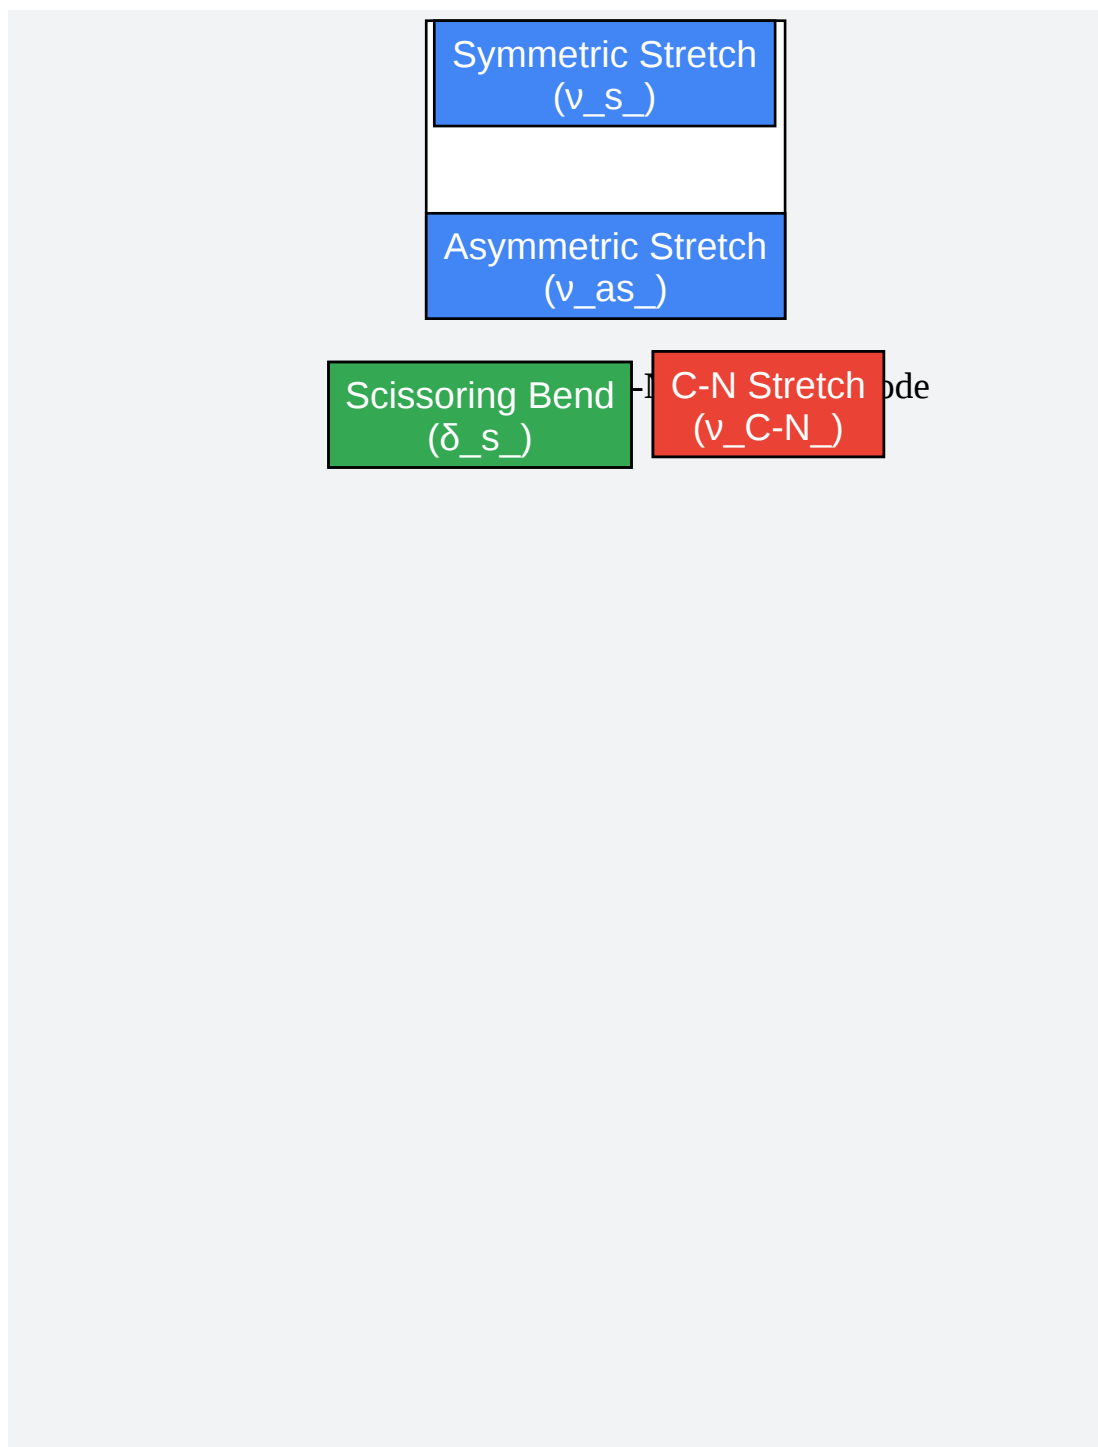 Symmetric Stretch
(ν_s_)
Asymmetric Stretch
(ν_as_)
Scissoring Bend
(δ_s_)
C-N Stretch
(ν_C-N_)